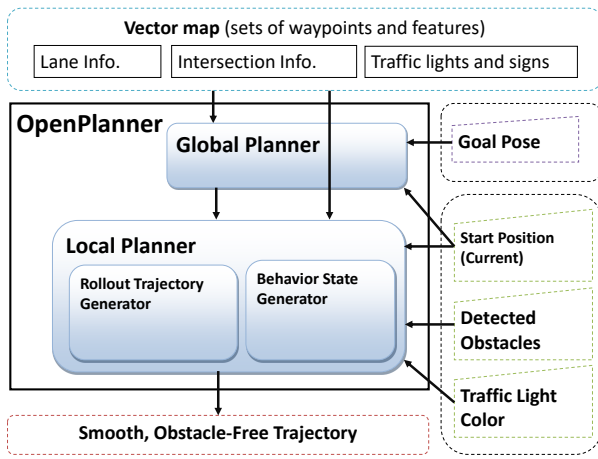 Vector map (sets of waypoints and features)
Lane Info.
Intersection Info.
Traffic lights and signs
OpenPlanner
Global Planner
Goal Pose
Local Planner
Rollout Trajectory
Generator
Behavior State
Generator
Start Position
(Current)
Detected
Obstacles
Traffic Light
Color
Smooth, Obstacle-Free Trajectory